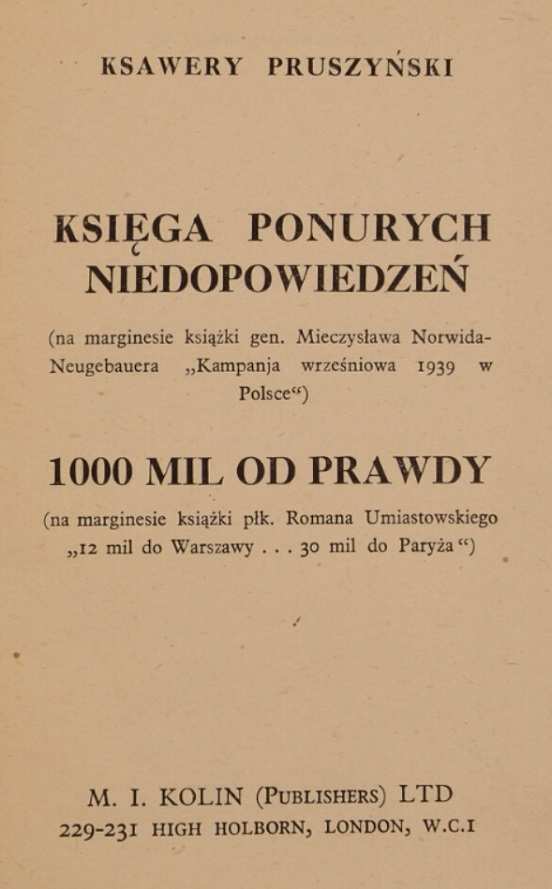 KSAWERY PRUSZYŃSKI
KSIĘGA PONURYCH
NIEDOPOWIEDZEŃ
(na marginesie książki gen. Mieczysława Norwida-
Neugebauera „Kampanja wrześniowa 1939 w
Polsce“)
1000 MIL OD PRAWDY
(na marginesie książki płk. Romana Umiastowskiego
„12 mil do Warszawy . . . 30 mil do Paryża“)
M. I. KOLIN (PUBLISHERS) LTD
229-231 HIGH HOLBORN, LONDON, W.C.1